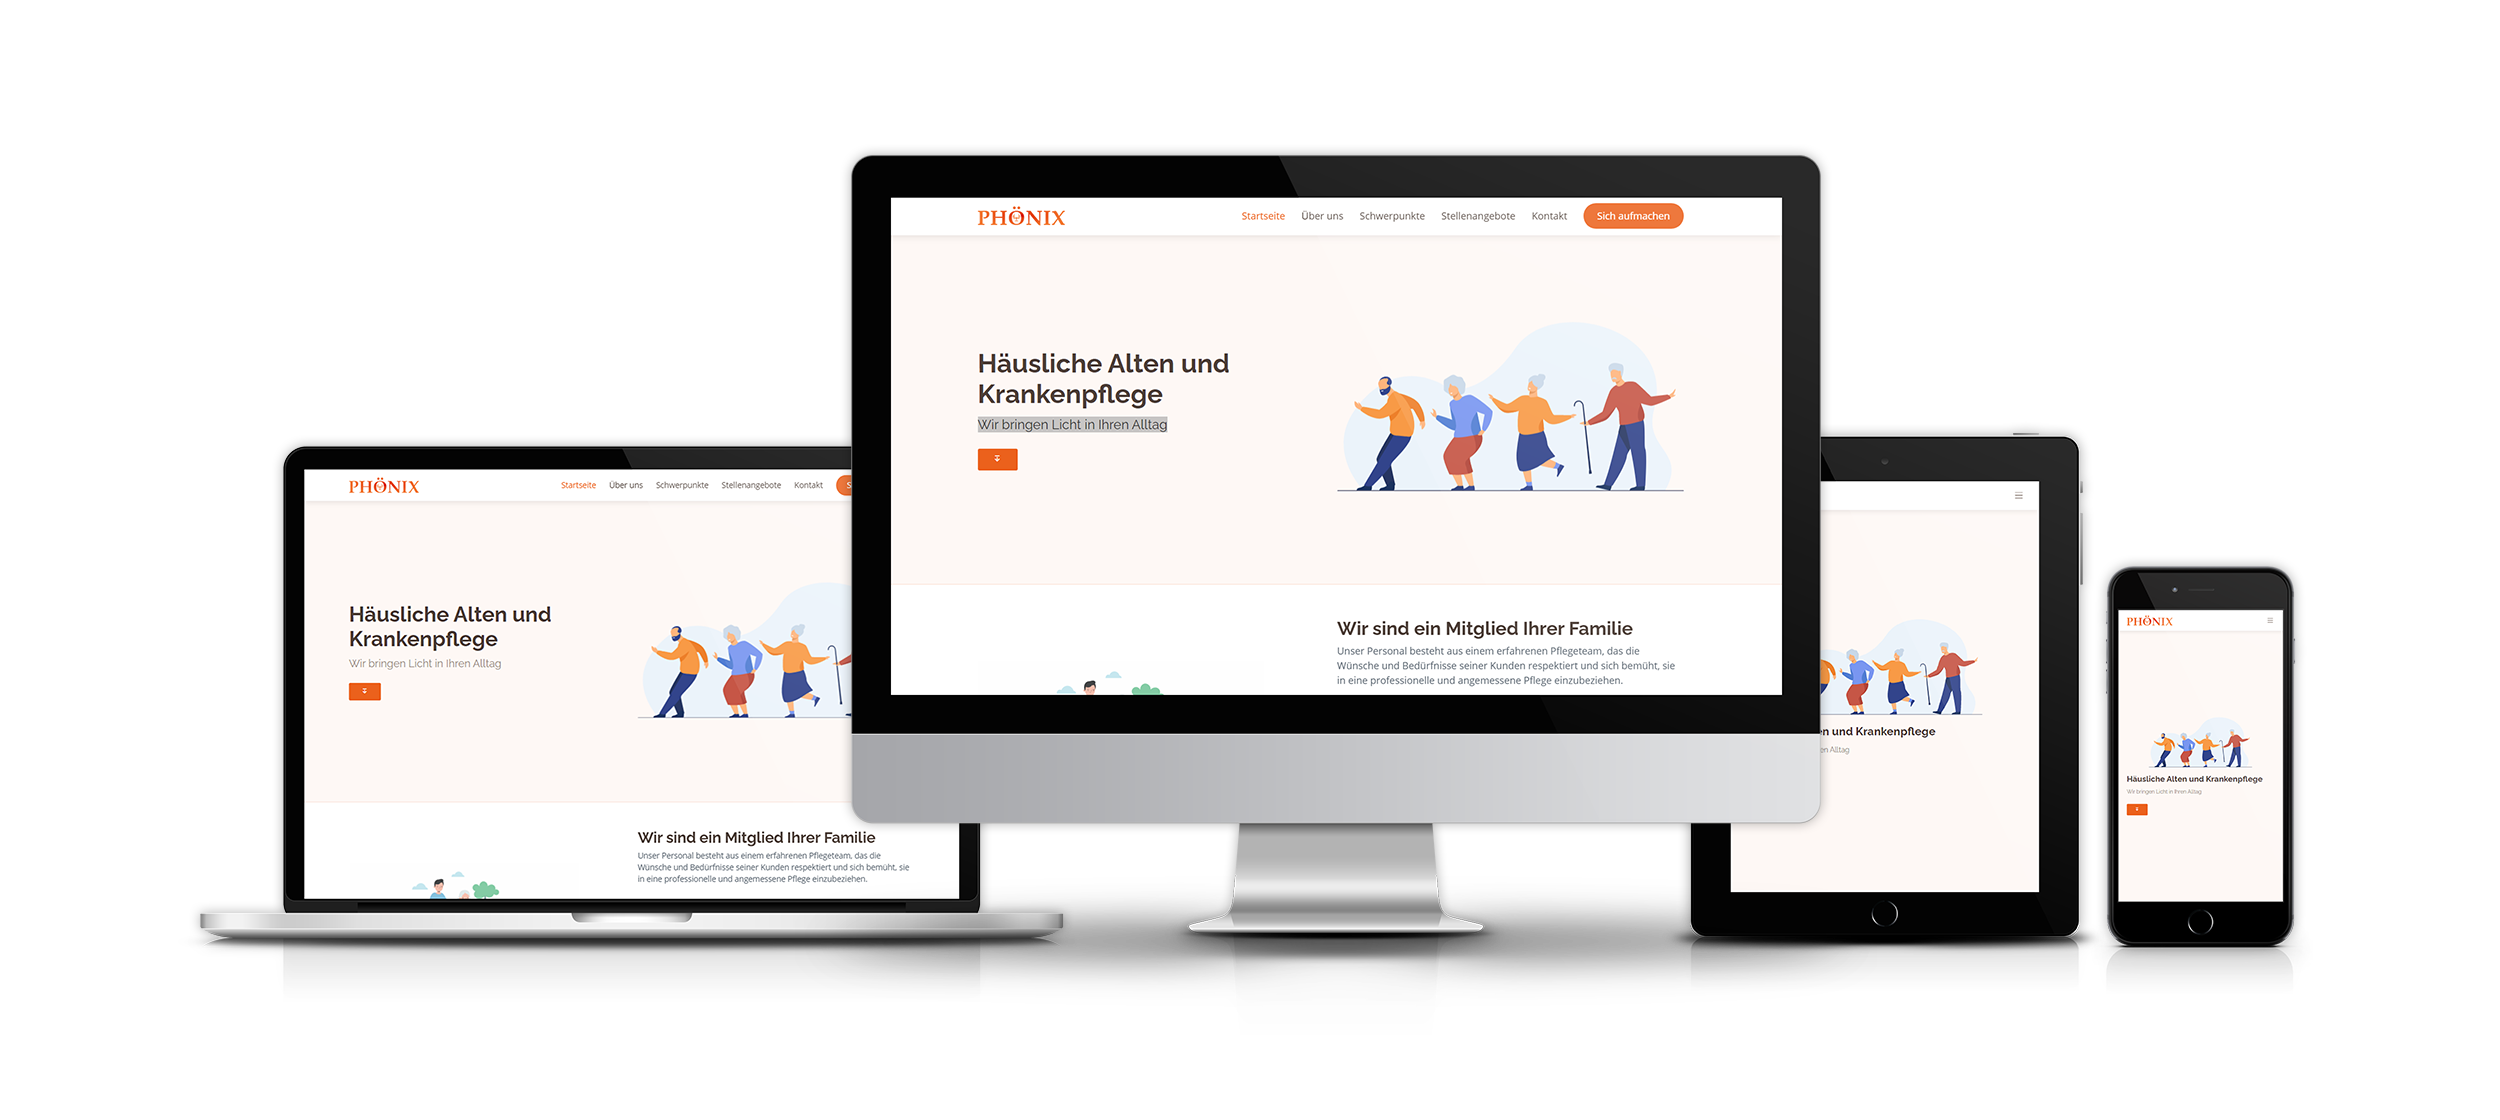 PHÖNIX
Startseite Über uns Schwerpunkte Stellenangebote Kontakt Sich aufmachen
Häusliche Alten und
Krankenpflege
Wir bringen Licht in Ihren Alltag
Wir sind ein Mitglied Ihrer Familie
Unser Personal besteht aus einem erfahrenen Pflegeteam, das die
Wünsche und Bedürfnisse seiner Kunden respektiert und sich bemüht, sie
in eine professionelle und angemessene Pflege einzubeziehen.
PHÖNIX
Startseite Über uns Schwerpunkte Stellenangebote Kontakt S
Häusliche Alten und
Krankenpflege
Wir bringen Licht in Ihren Alltag
Wir sind ein Mitglied Ihrer Familie
Unser Personal besteht aus einem erfahrenen Pflegeteam, das die
Wünsche und Bedürfnisse seiner Kunden respektiert und sich bemüht, sie
in eine professionelle und angemessene Pflege einzubeziehen.
n und Krankenpflege
en Alltag
PHÖNIX
Häusliche Alten und Krankenpflege
Wir bringen Licht in Ihren Alltag